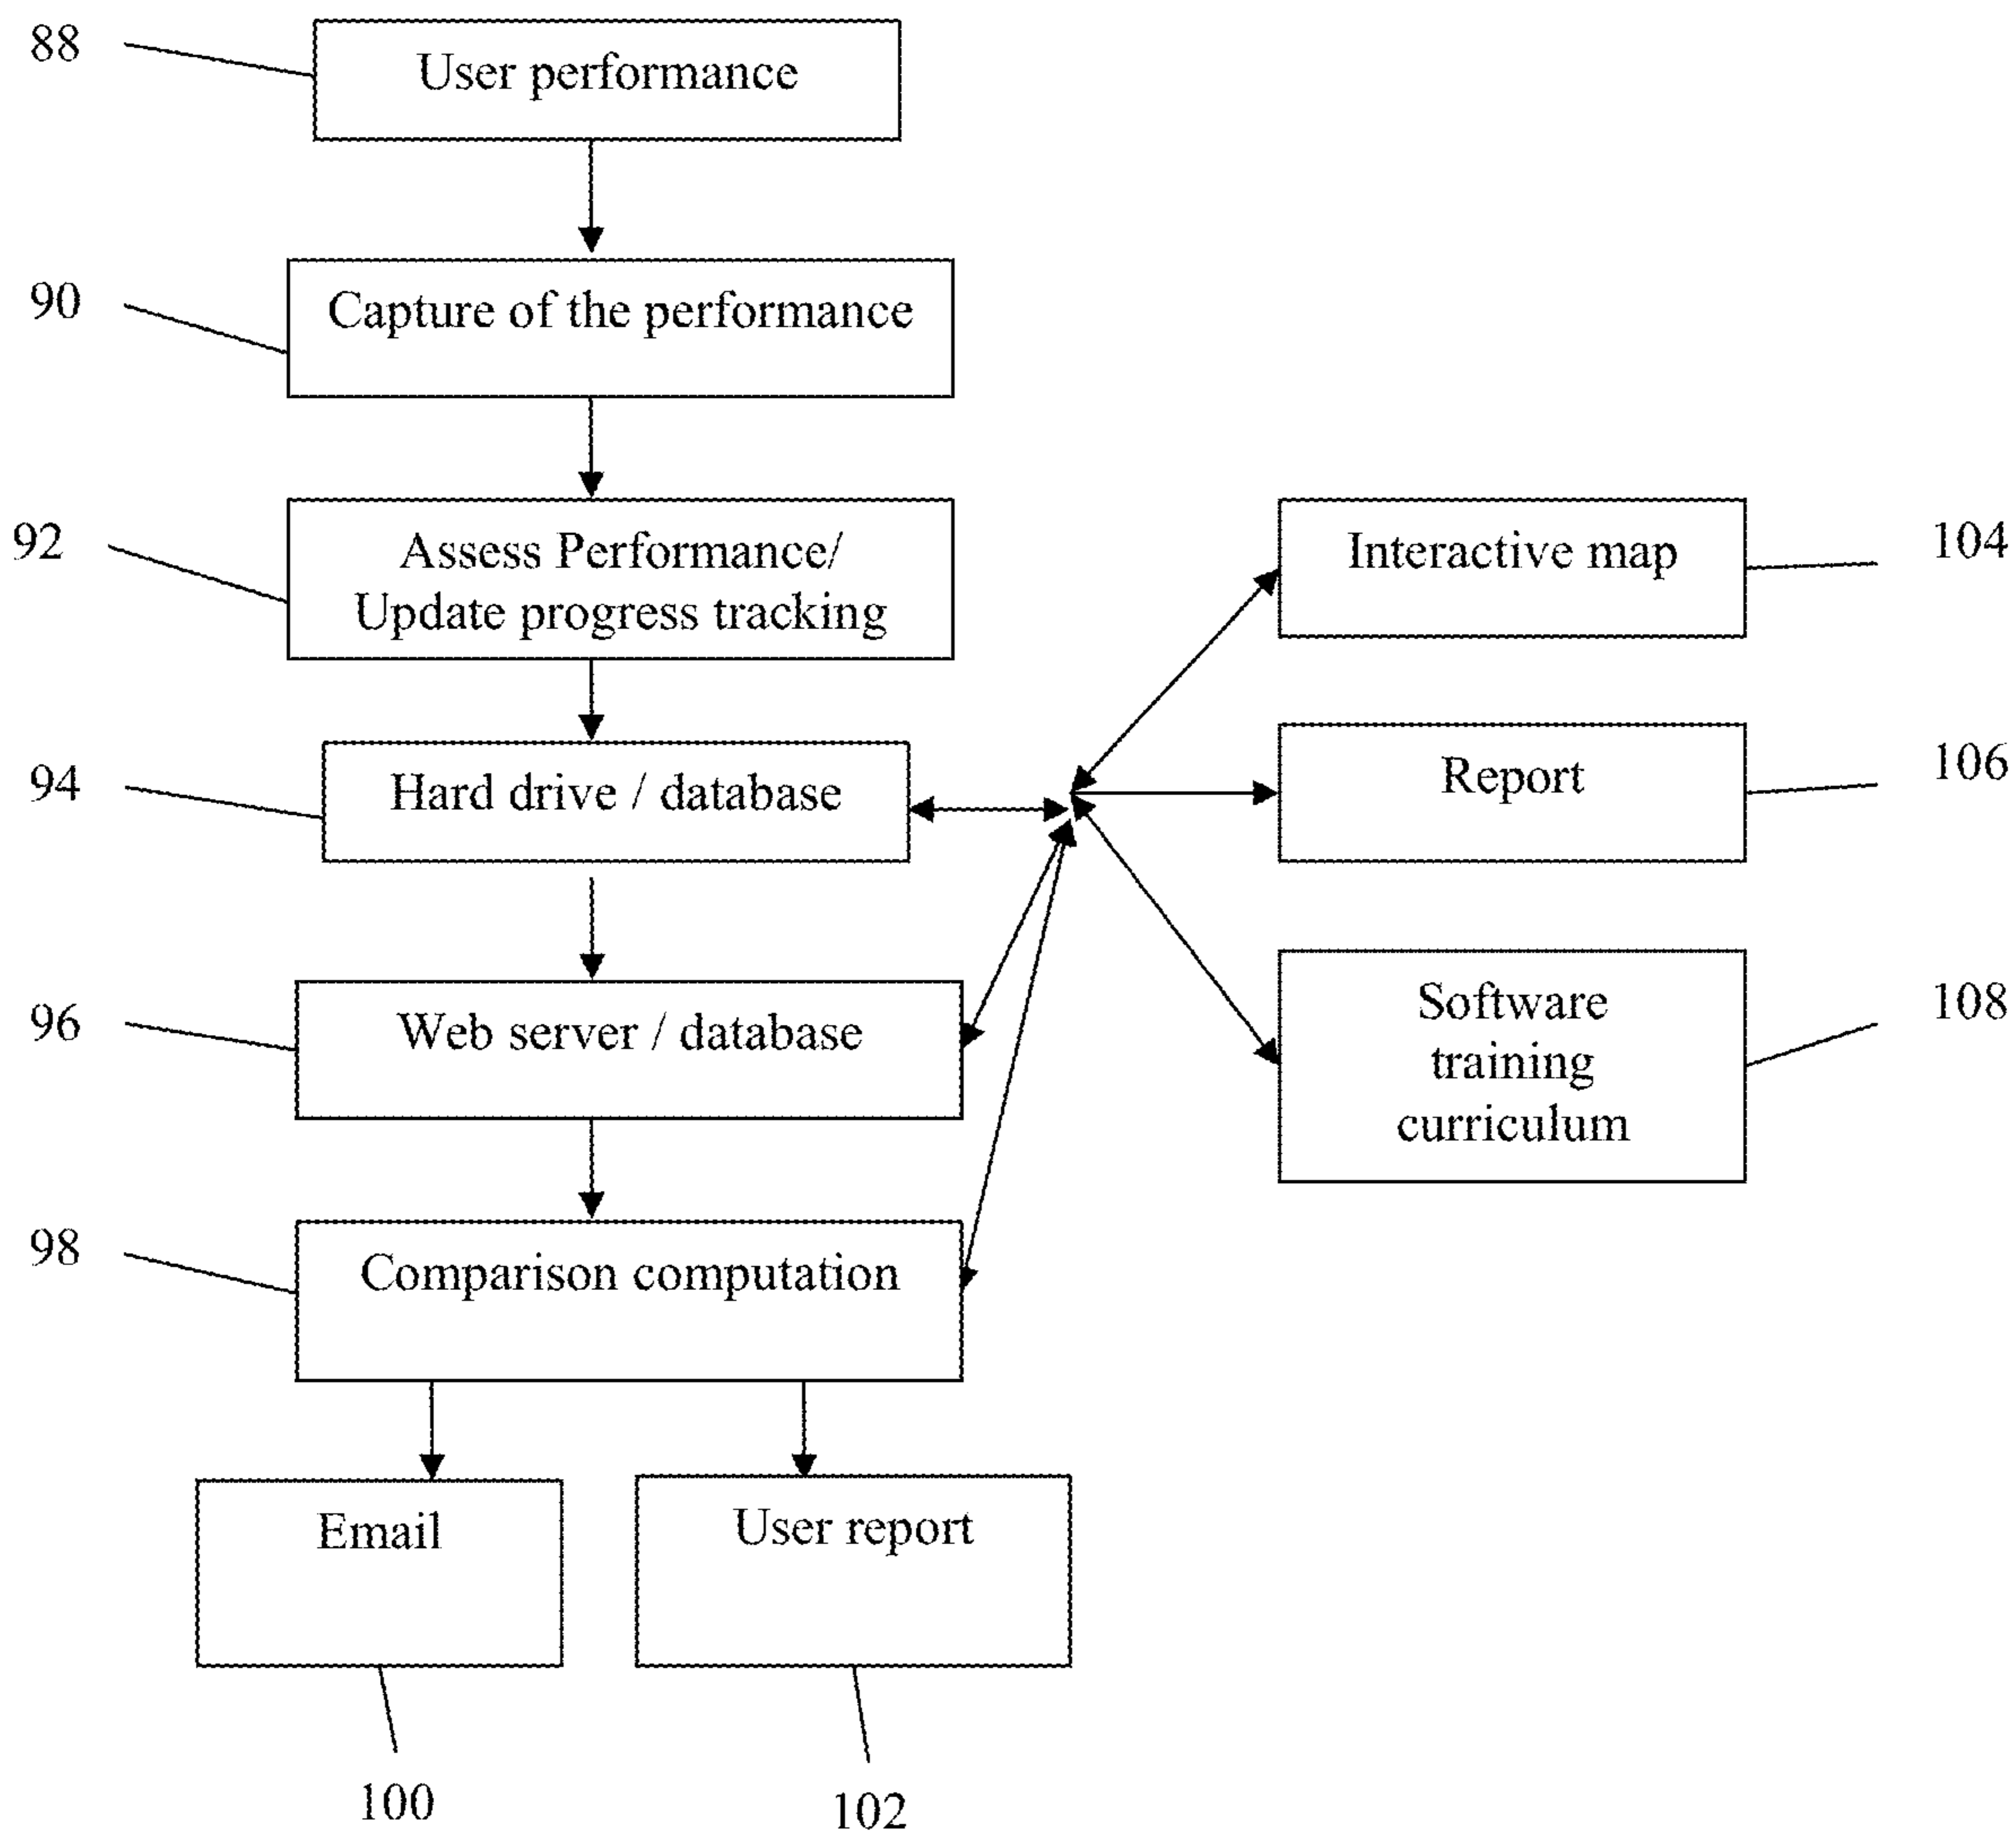 88
User performance
90
Capture of the performance
92
Assess Performance/
Update progress tracking
94
Hard drive / database
96
Web server / database
98
Comparison computation
Email
User report
100
102
Interactive map
104
Report
106
Software
training
curriculum
108